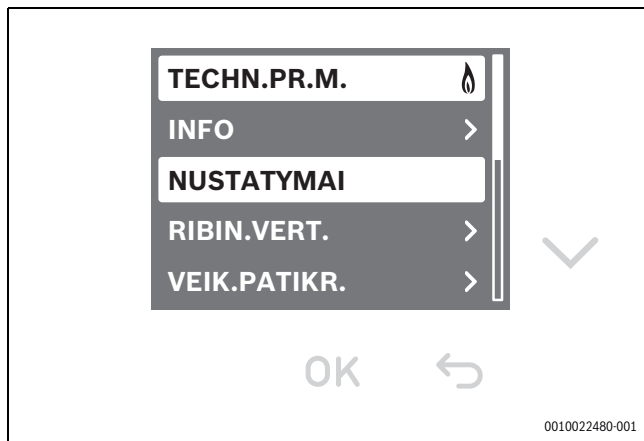 TECHN.PR.M.
INFO
NUSTATYMAI
RIBIN.VERT.
VEIK.PATIKR.
OK
0010022480-001